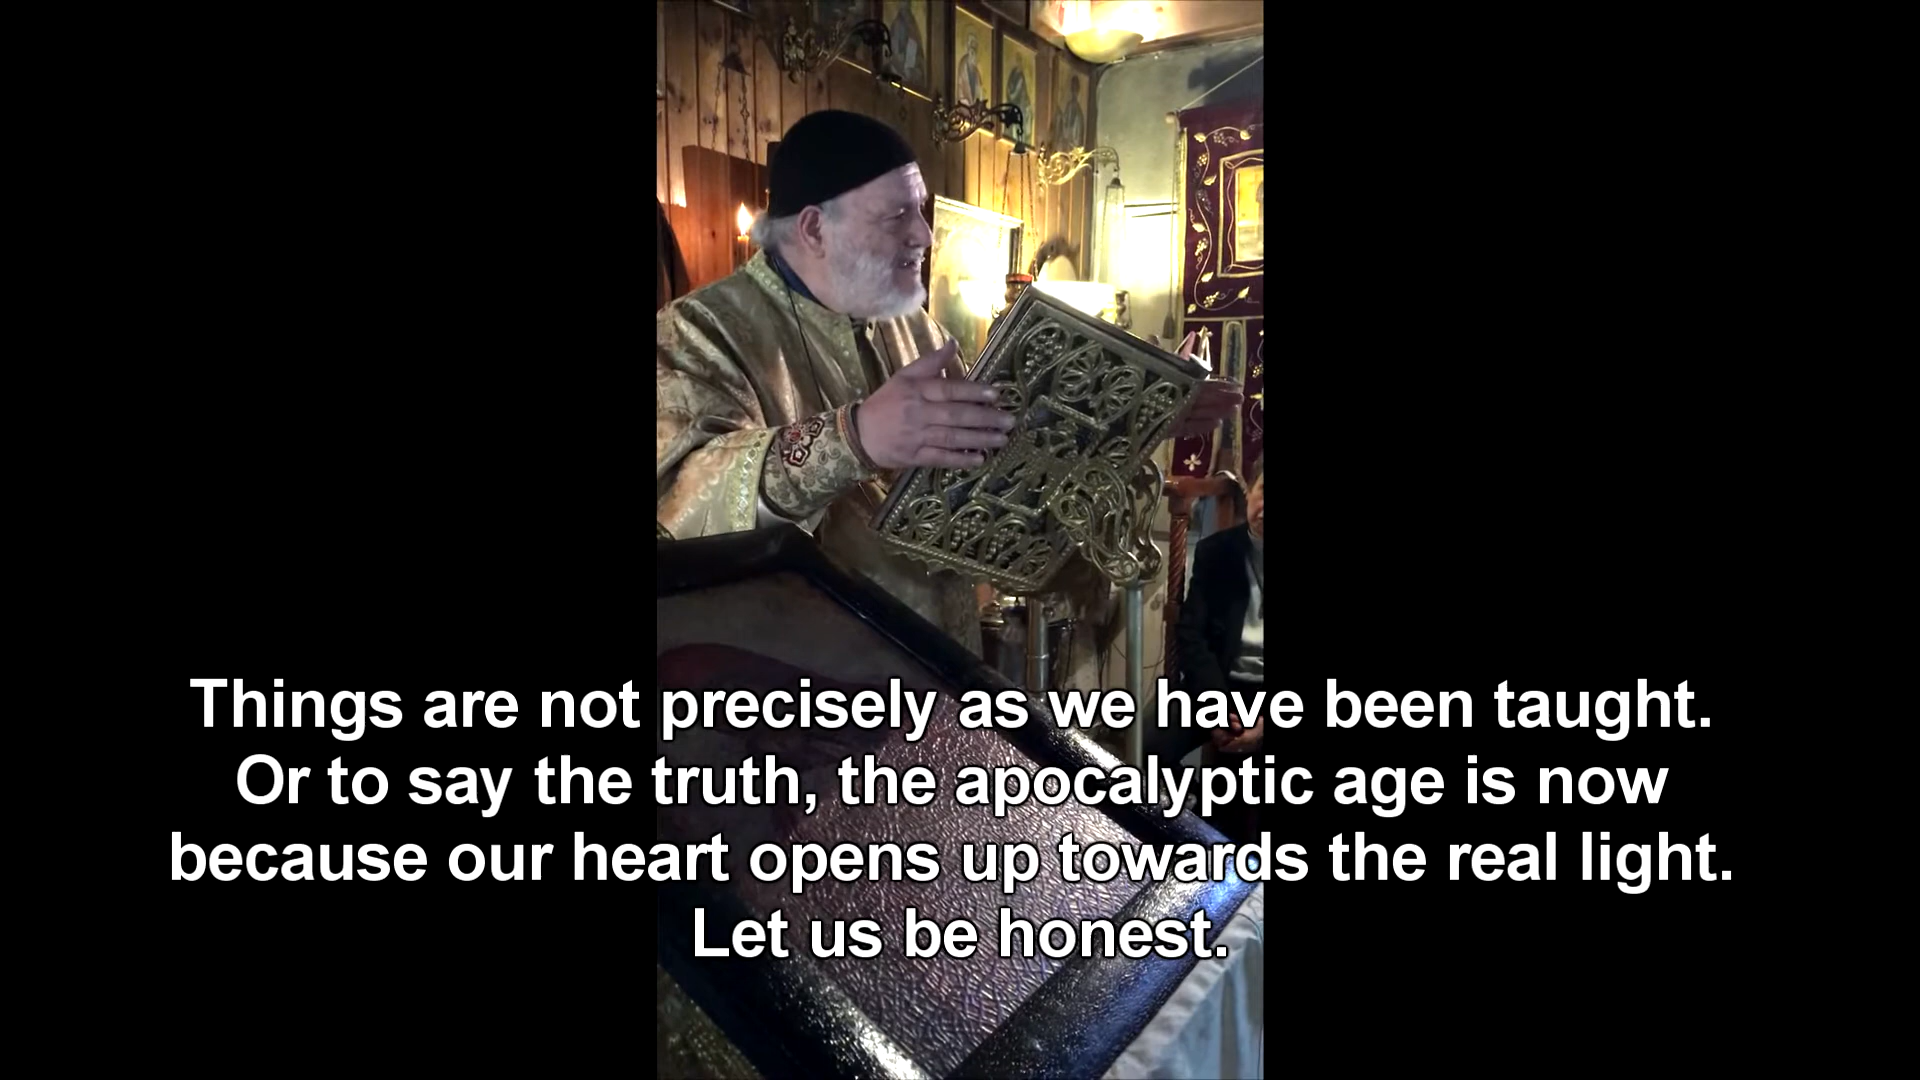 Things are not precisely as we have been taught.
Or to say the truth, the apocalyptic age is now
because our heart opens up towards the real light.
Let us be honest.